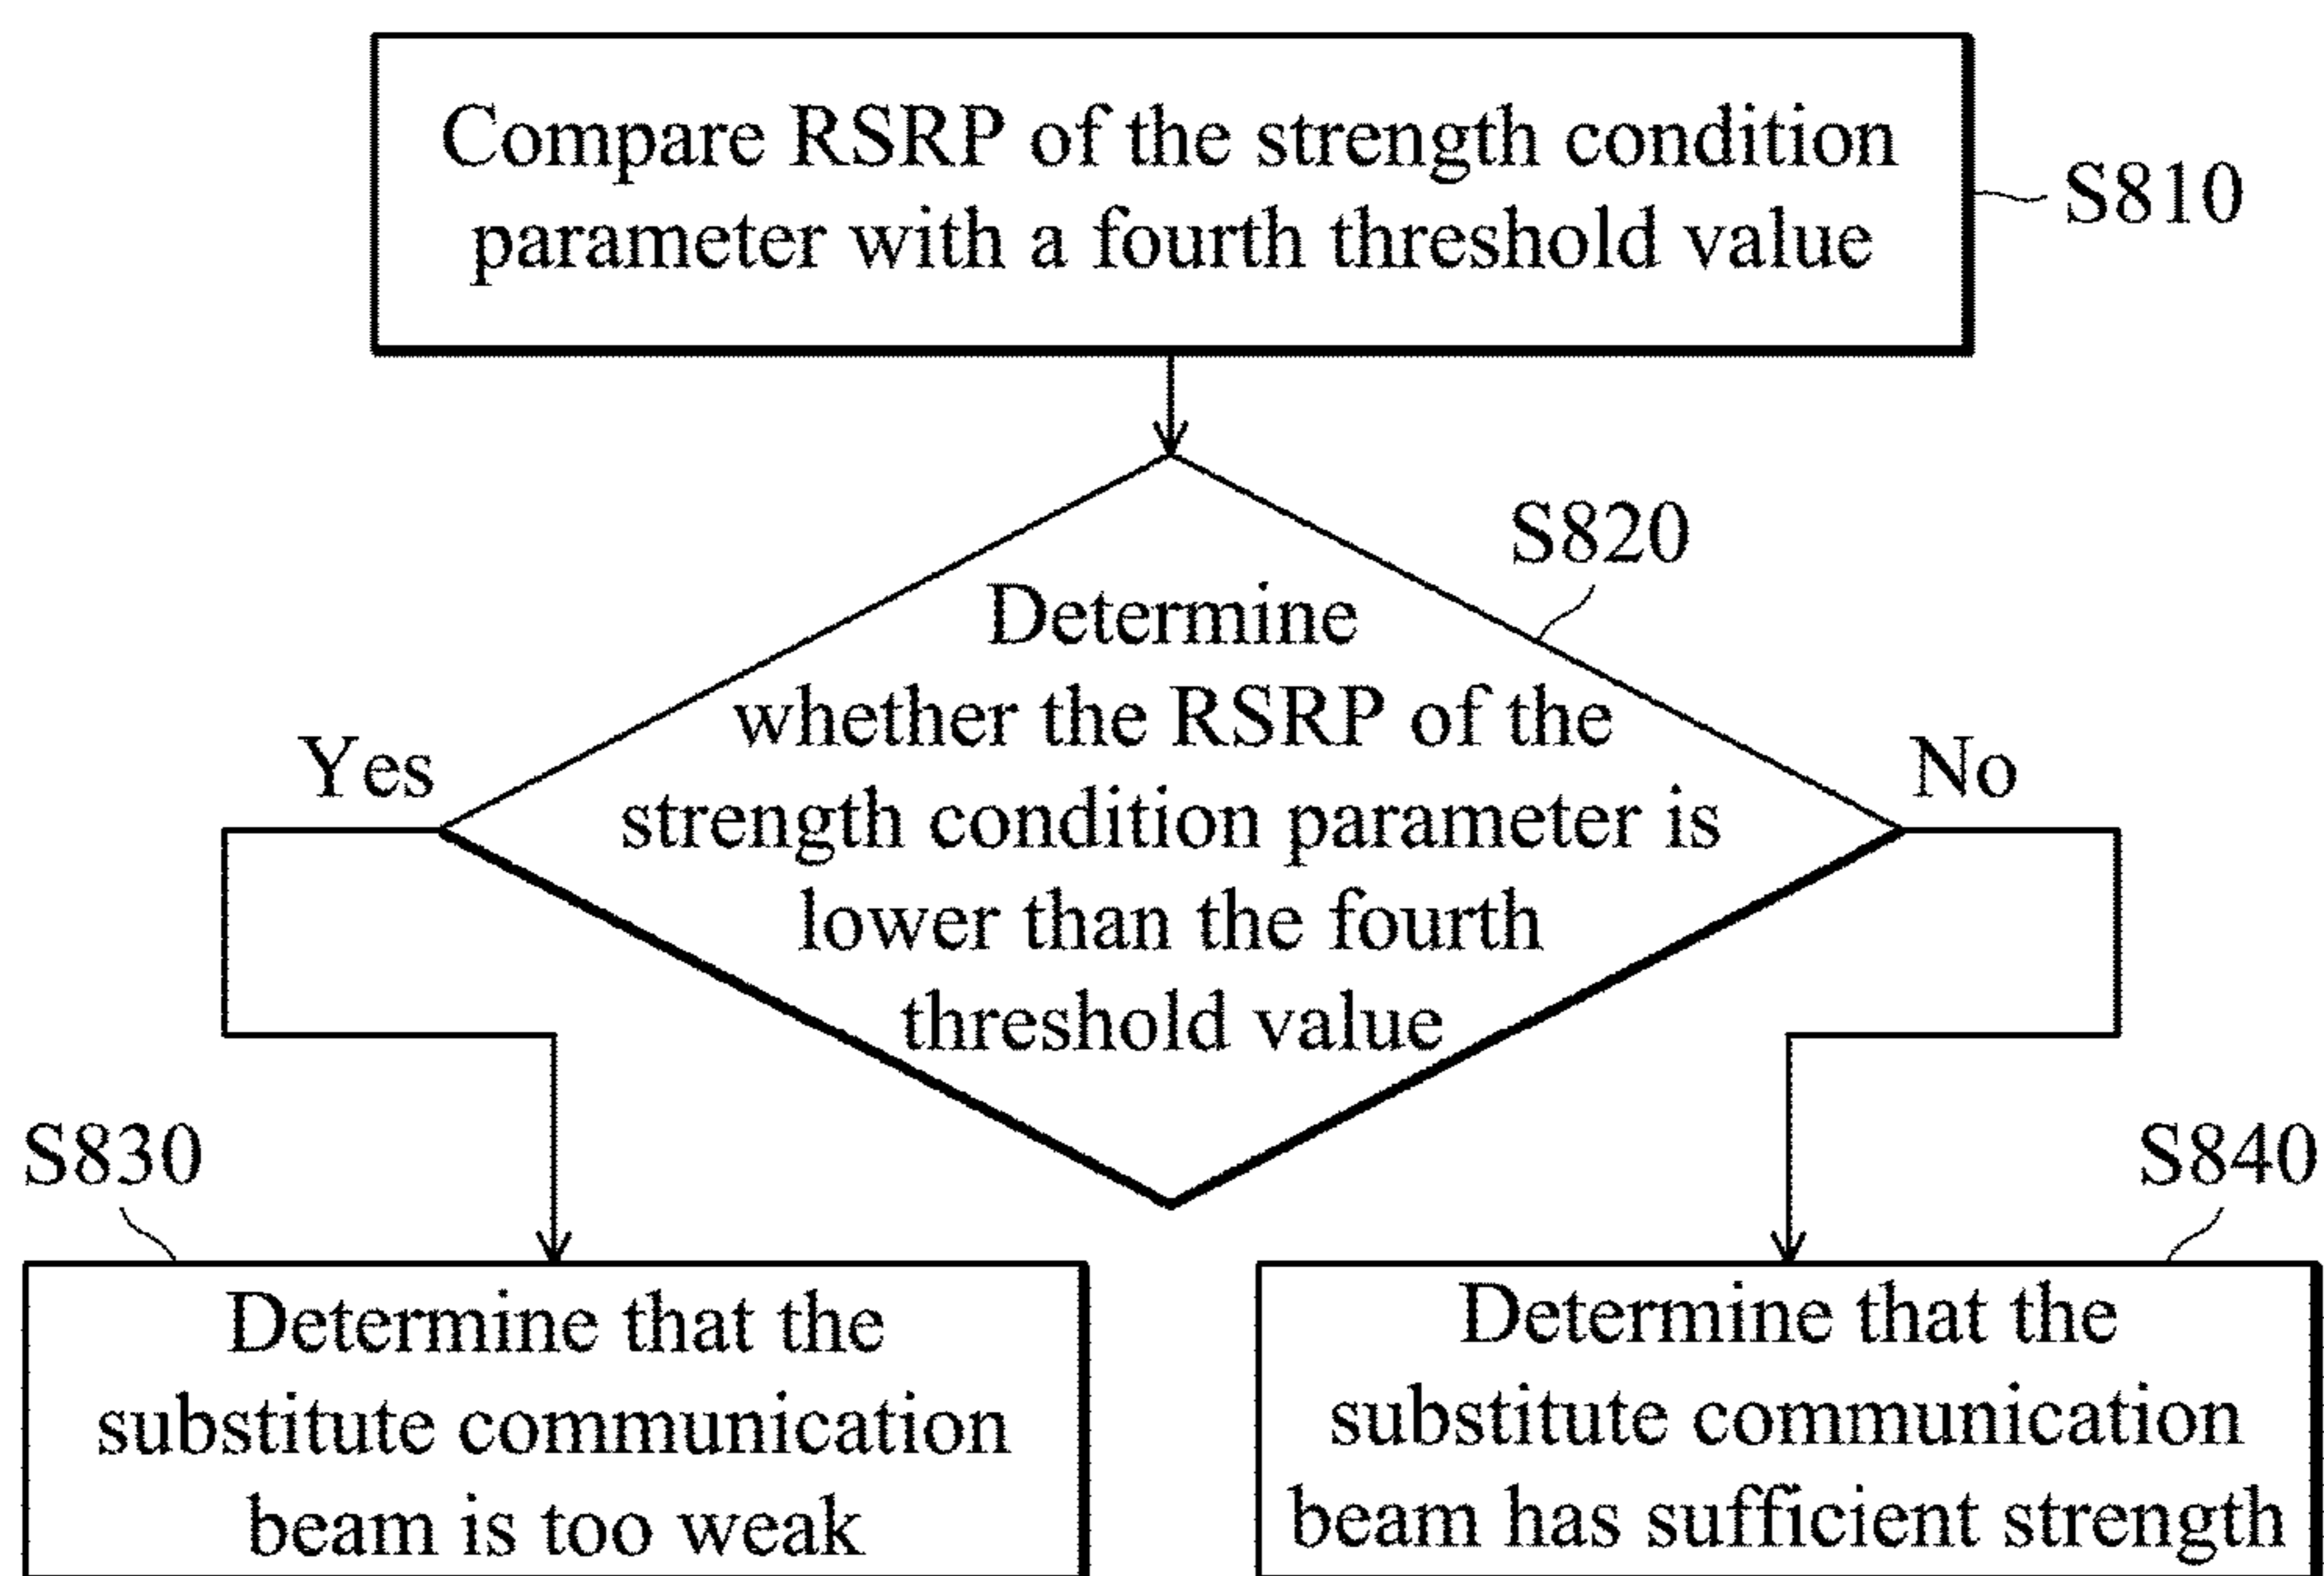 Compare RSRP of the strength condition
parameter with a fourth threshold value
S810
S820
Determine
whether the RSRP of the
strength condition parameter is
lower than the fourth
threshold value
Yes
No
S830
Determine that the
substitute communication
beam is too weak
S840
Determine that the
substitute communication
beam has sufficient strength